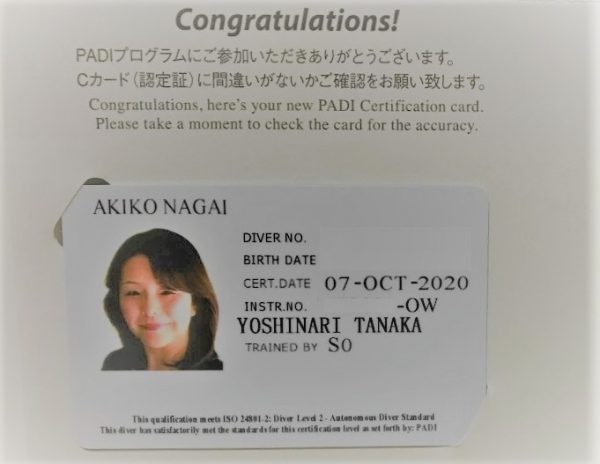 Congratulations!
PADIプログラムにご参加いただきありがとうございます。
Cカード（認定証）に間違いがないかご確認をお願い致します。
Congratulations, here's your new PADI Certification card.
Please take a moment to check the card for the accuracy.
AKIKO NAGAI
DIVER NO.
BIRTH DATE
CERT.DATE 07-OCT-2020
INSTR.NO. -OW
YOSHINARI TANAKA
TRAINED BY SO
This qualification meets ISO 24801-2: Diver Level 2 - Autonomous Diver Standard
This diver has satisfactorily met the standards for this certification level as set forth by: PADI